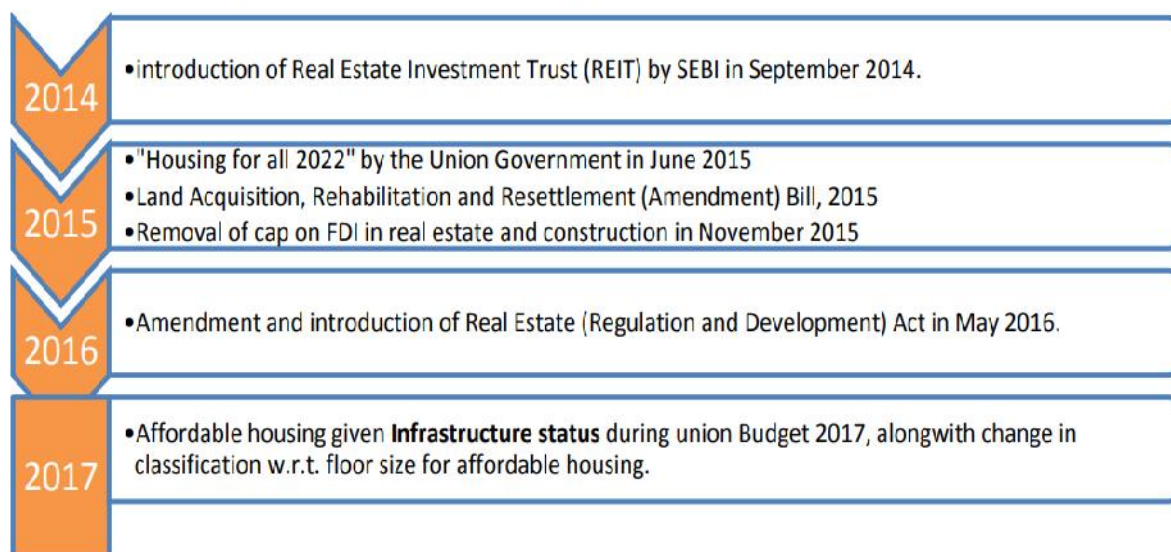 2014
•introduction of Real Estate Investment Trust (REIT) by SEBI in September 2014.
2015
•"Housing for all 2022" by the Union Government in June 2015
•Land Acquisition, Rehabilitation and Resettlement (Amendment) Bill, 2015
•Removal of cap on FDI in real estate and construction in November 2015
2016
•Amendment and introduction of Real Estate (Regulation and Development) Act in May 2016.
2017
•Affordable housing given Infrastructure status during union Budget 2017, alongwith change in
classification w.r.t. floor size for affordable housing.